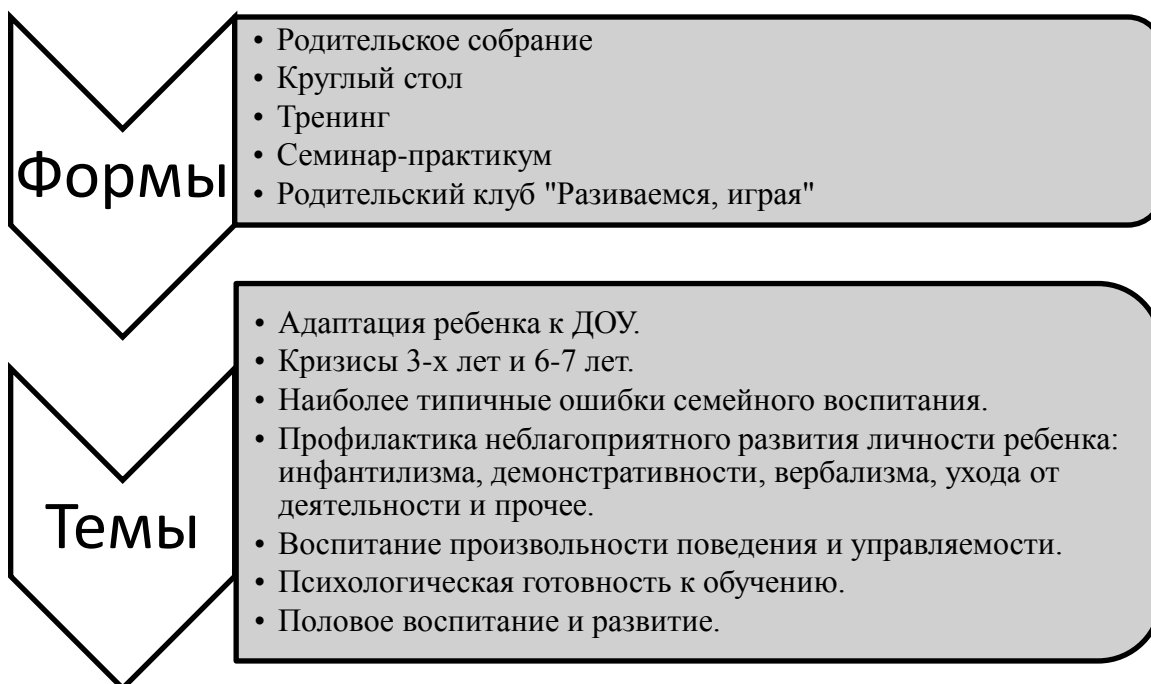 Формы
• Родительское собрание
• Круглый стол
• Тренинг
• Семинар-практикум
• Родительский клуб "Разиваемся, играя"
Темы
• Адаптация ребенка к ДОУ.
• Кризисы 3-х лет и 6-7 лет.
• Наиболее типичные ошибки семейного воспитания.
• Профилактика неблагоприятного развития личности ребенка:
инфантилизма, демонстративности, вербализма, ухода от
деятельности и прочее.
• Воспитание произвольности поведения и управляемости.
• Психологическая готовность к обучению.
• Половое воспитание и развитие.